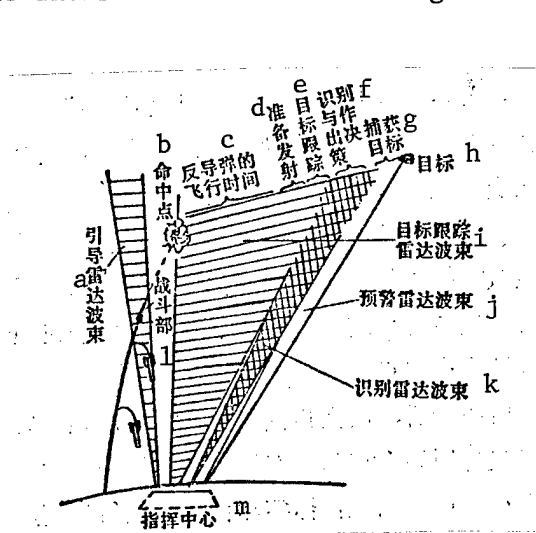 b
命中点
c
反导弹的
飞行时间
d
准备发射
e
目标跟踪
f
识别
与作
出决
策
g
捕获
目标
目标 h
引导雷达波束
a
战斗部
l
目标跟踪
雷达波束 i
预警雷达波束 j
识别雷达波束 k
指挥中心 m